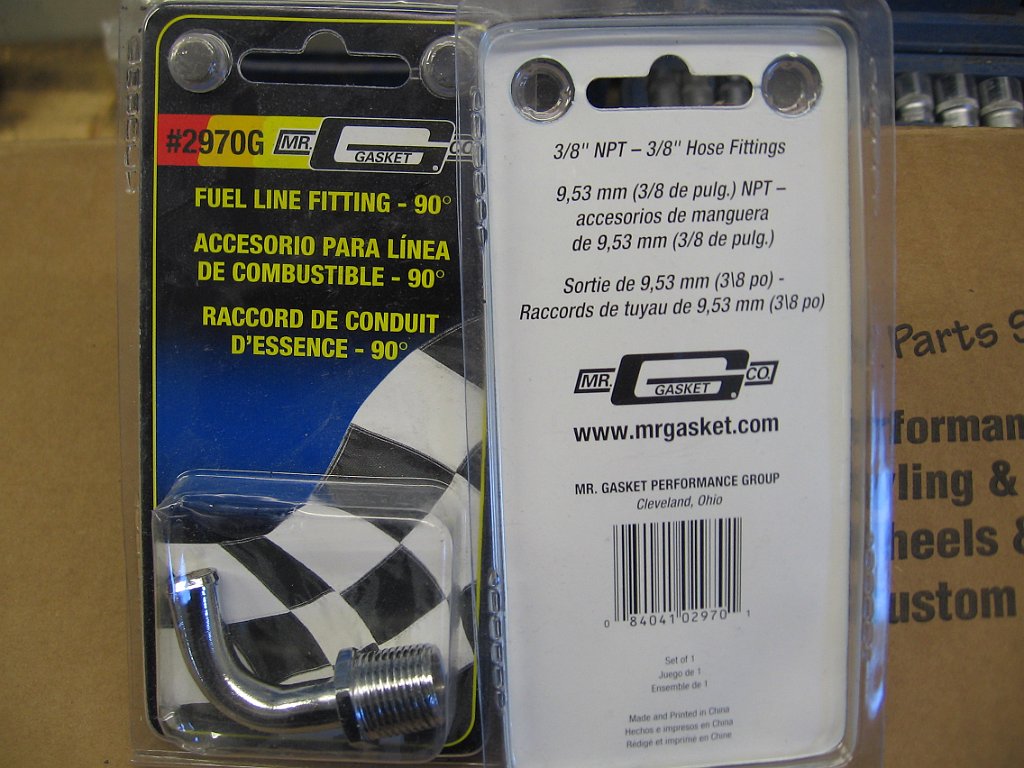 #2970G MR. GASKET CO
FUEL LINE FITTING - 90°
ACCESORIO PARA LÍNEA
DE COMBUSTIBLE - 90°
RACCORD DE CONDUIT
D'ESSENCE - 90°
3/8" NPT – 3/8" Hose Fittings
9,53 mm (3/8 de pulg.) NPT –
accesorios de manguera
de 9,53 mm (3/8 de pulg.)
Sortie de 9,53 mm (3\8 po) -
Raccords de tuyau de 9,53 mm (3\8 po)
MR. GASKET CO.
www.mrgasket.com
MR. GASKET PERFORMANCE GROUP
Cleveland, Ohio
0 84041 02970 1
Set of 1
Juego de 1
Ensemble de 1
Made and Printed in China
Hechos e impresos en China
Rédigé et imprimé en Chine
Parts S
forman
ling &
heels &
ustom